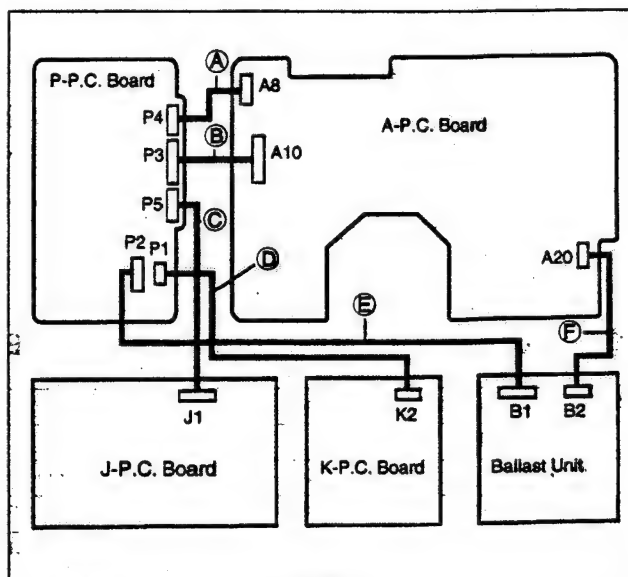 P-P.C. Board
A
A8
P4
A-P.C. Board
B
P3
A10
P5
C
P2
P1
D
A20
E
F
J1
K2
B1
B2
J-P.C. Board
K-P.C. Board
Ballast Unit.